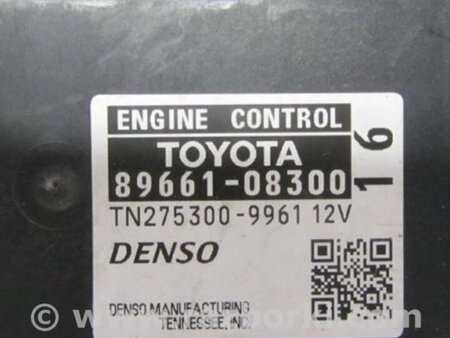 ENGINE CONTROL
TOYOTA
89661-08300
16
TN275300-9961 12V
DENSO
DENSO MANUFACTURING
TENNESSEE, INC.